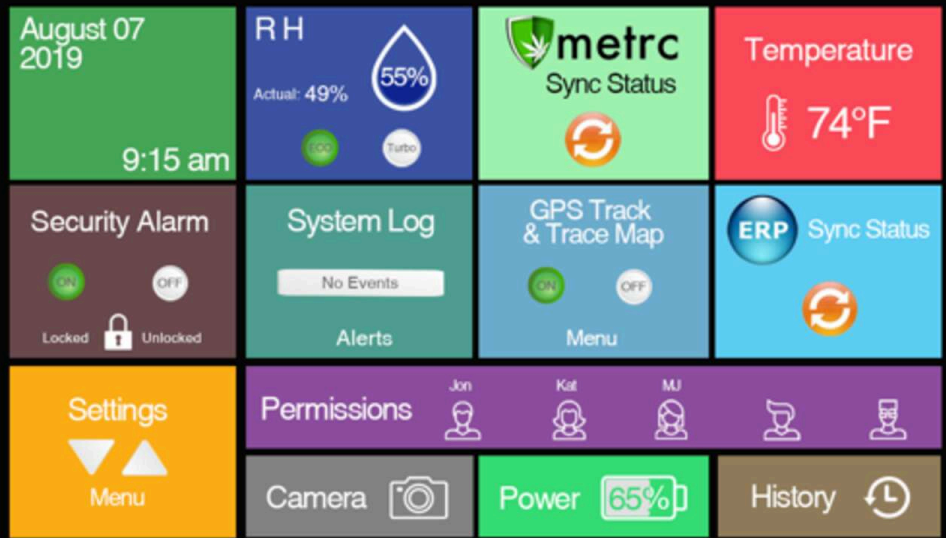 August 07
2019
9:15 am
RH
55%
Actual: 49%
ECO
Turbo
metrc
Sync Status
Temperature
74°F
Security Alarm
ON
OFF
Locked
Unlocked
System Log
No Events
Alerts
GPS Track
& Trace Map
ON
OFF
Menu
ERP
Sync Status
Settings
Menu
Permissions
Jon
Kat
MJ
Camera
Power
65%
History